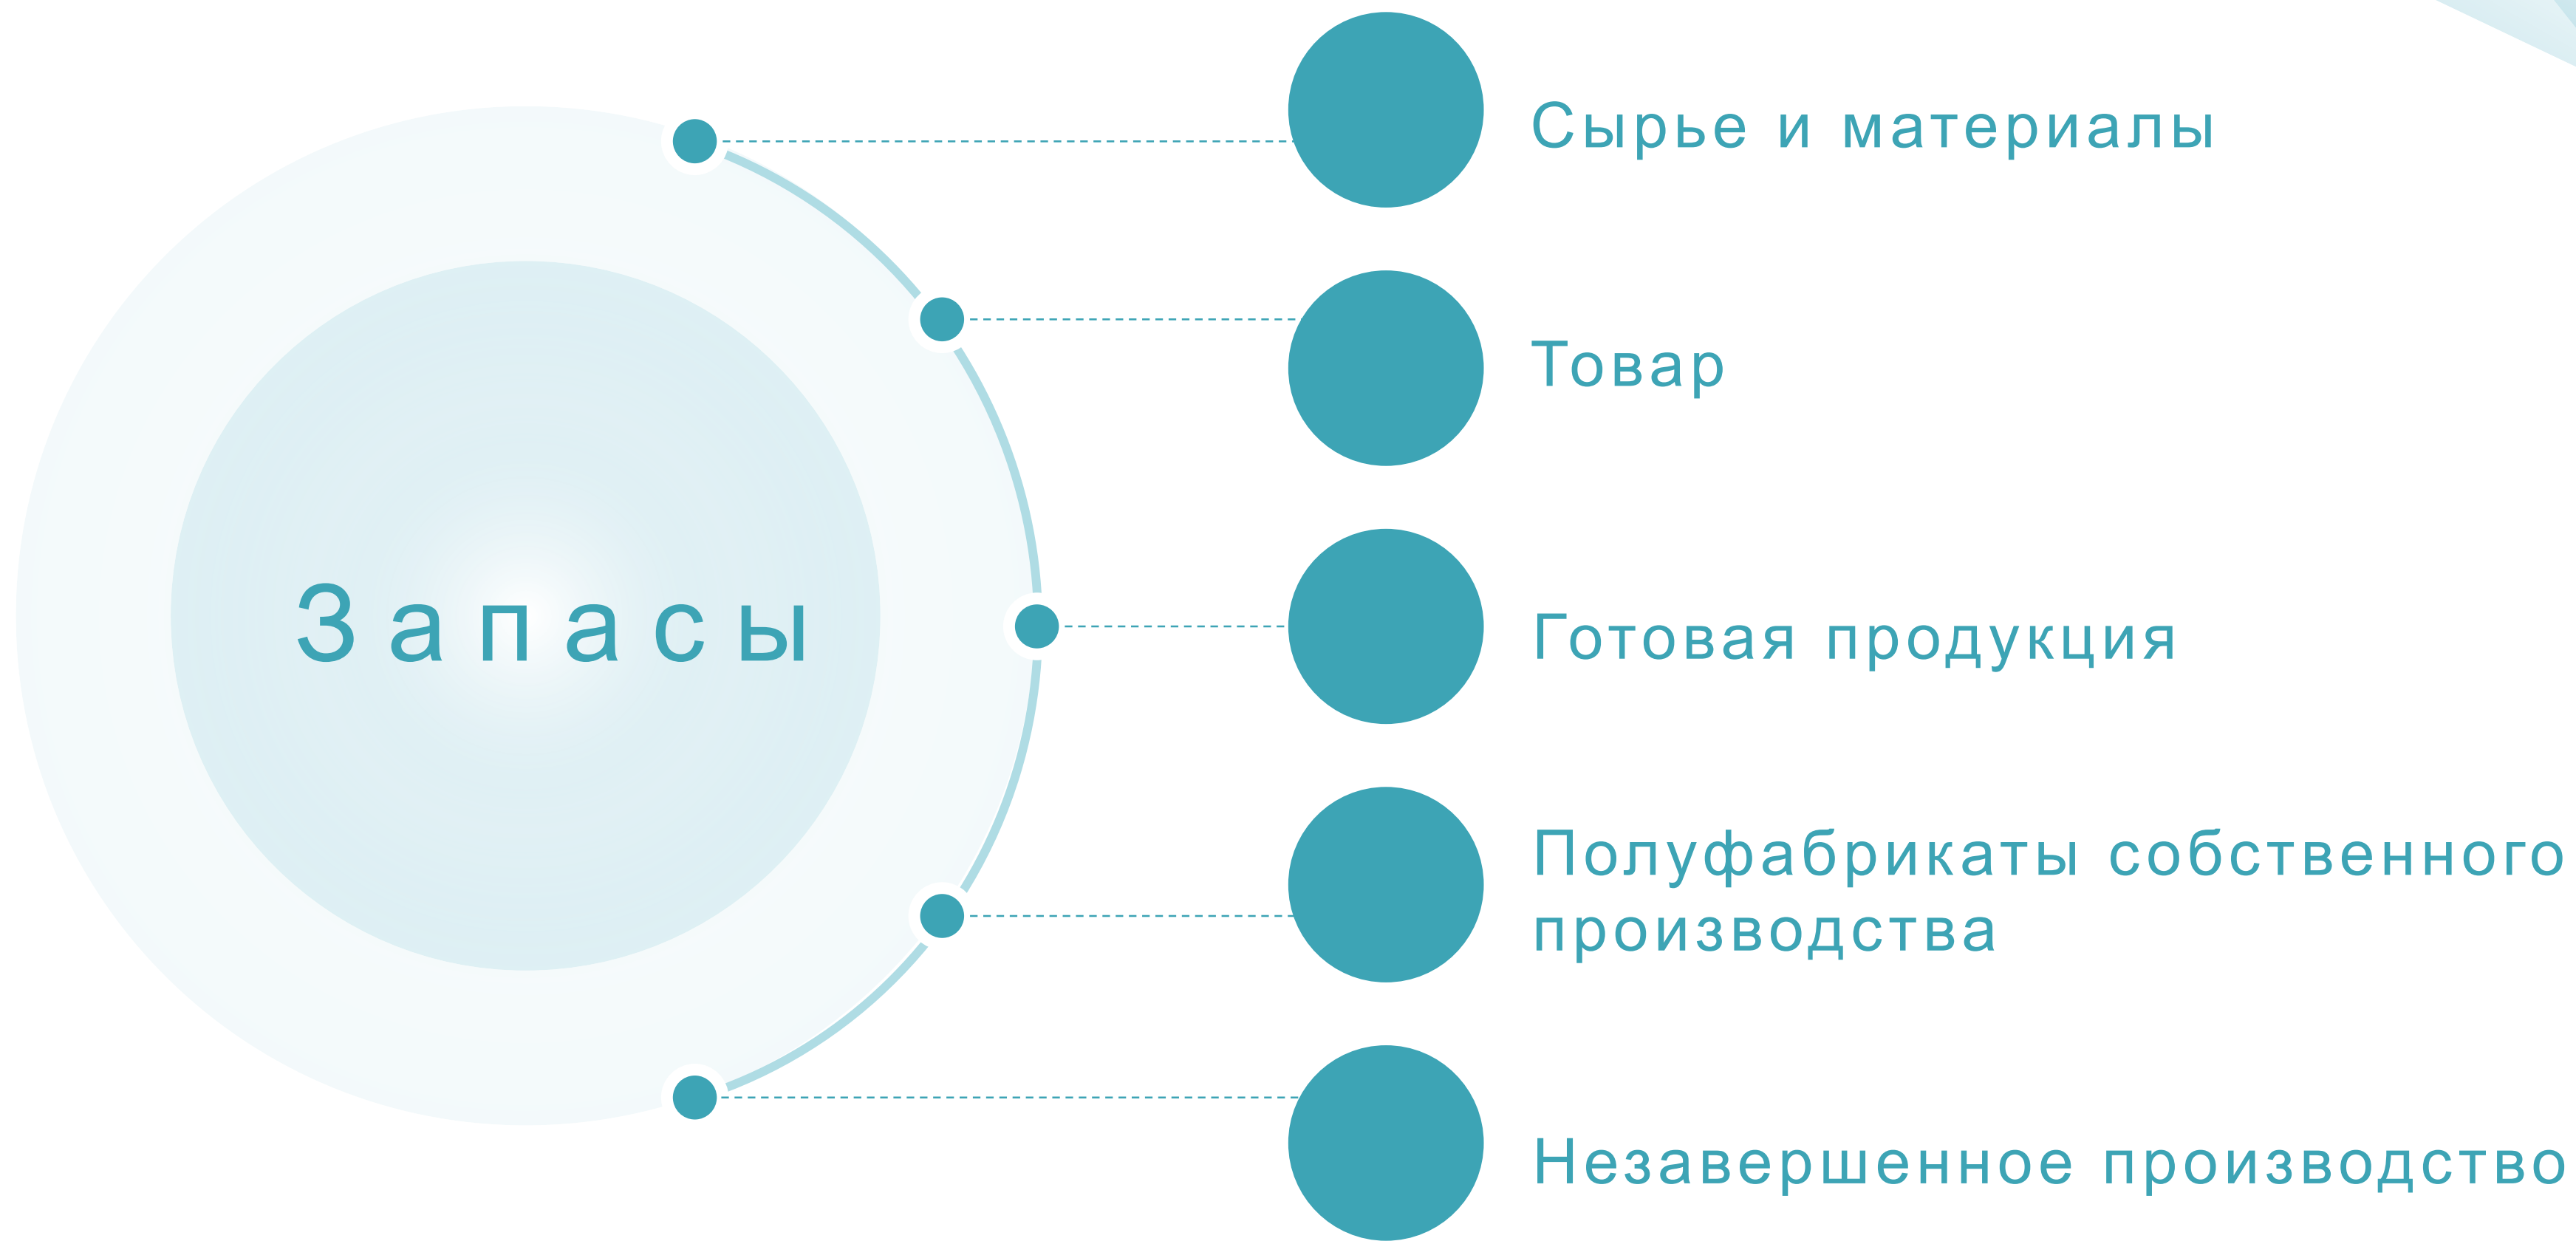 Запасы
Сырье и материалы
Товар
Готовая продукция
Полуфабрикаты собственного
производства
Незавершенное производство